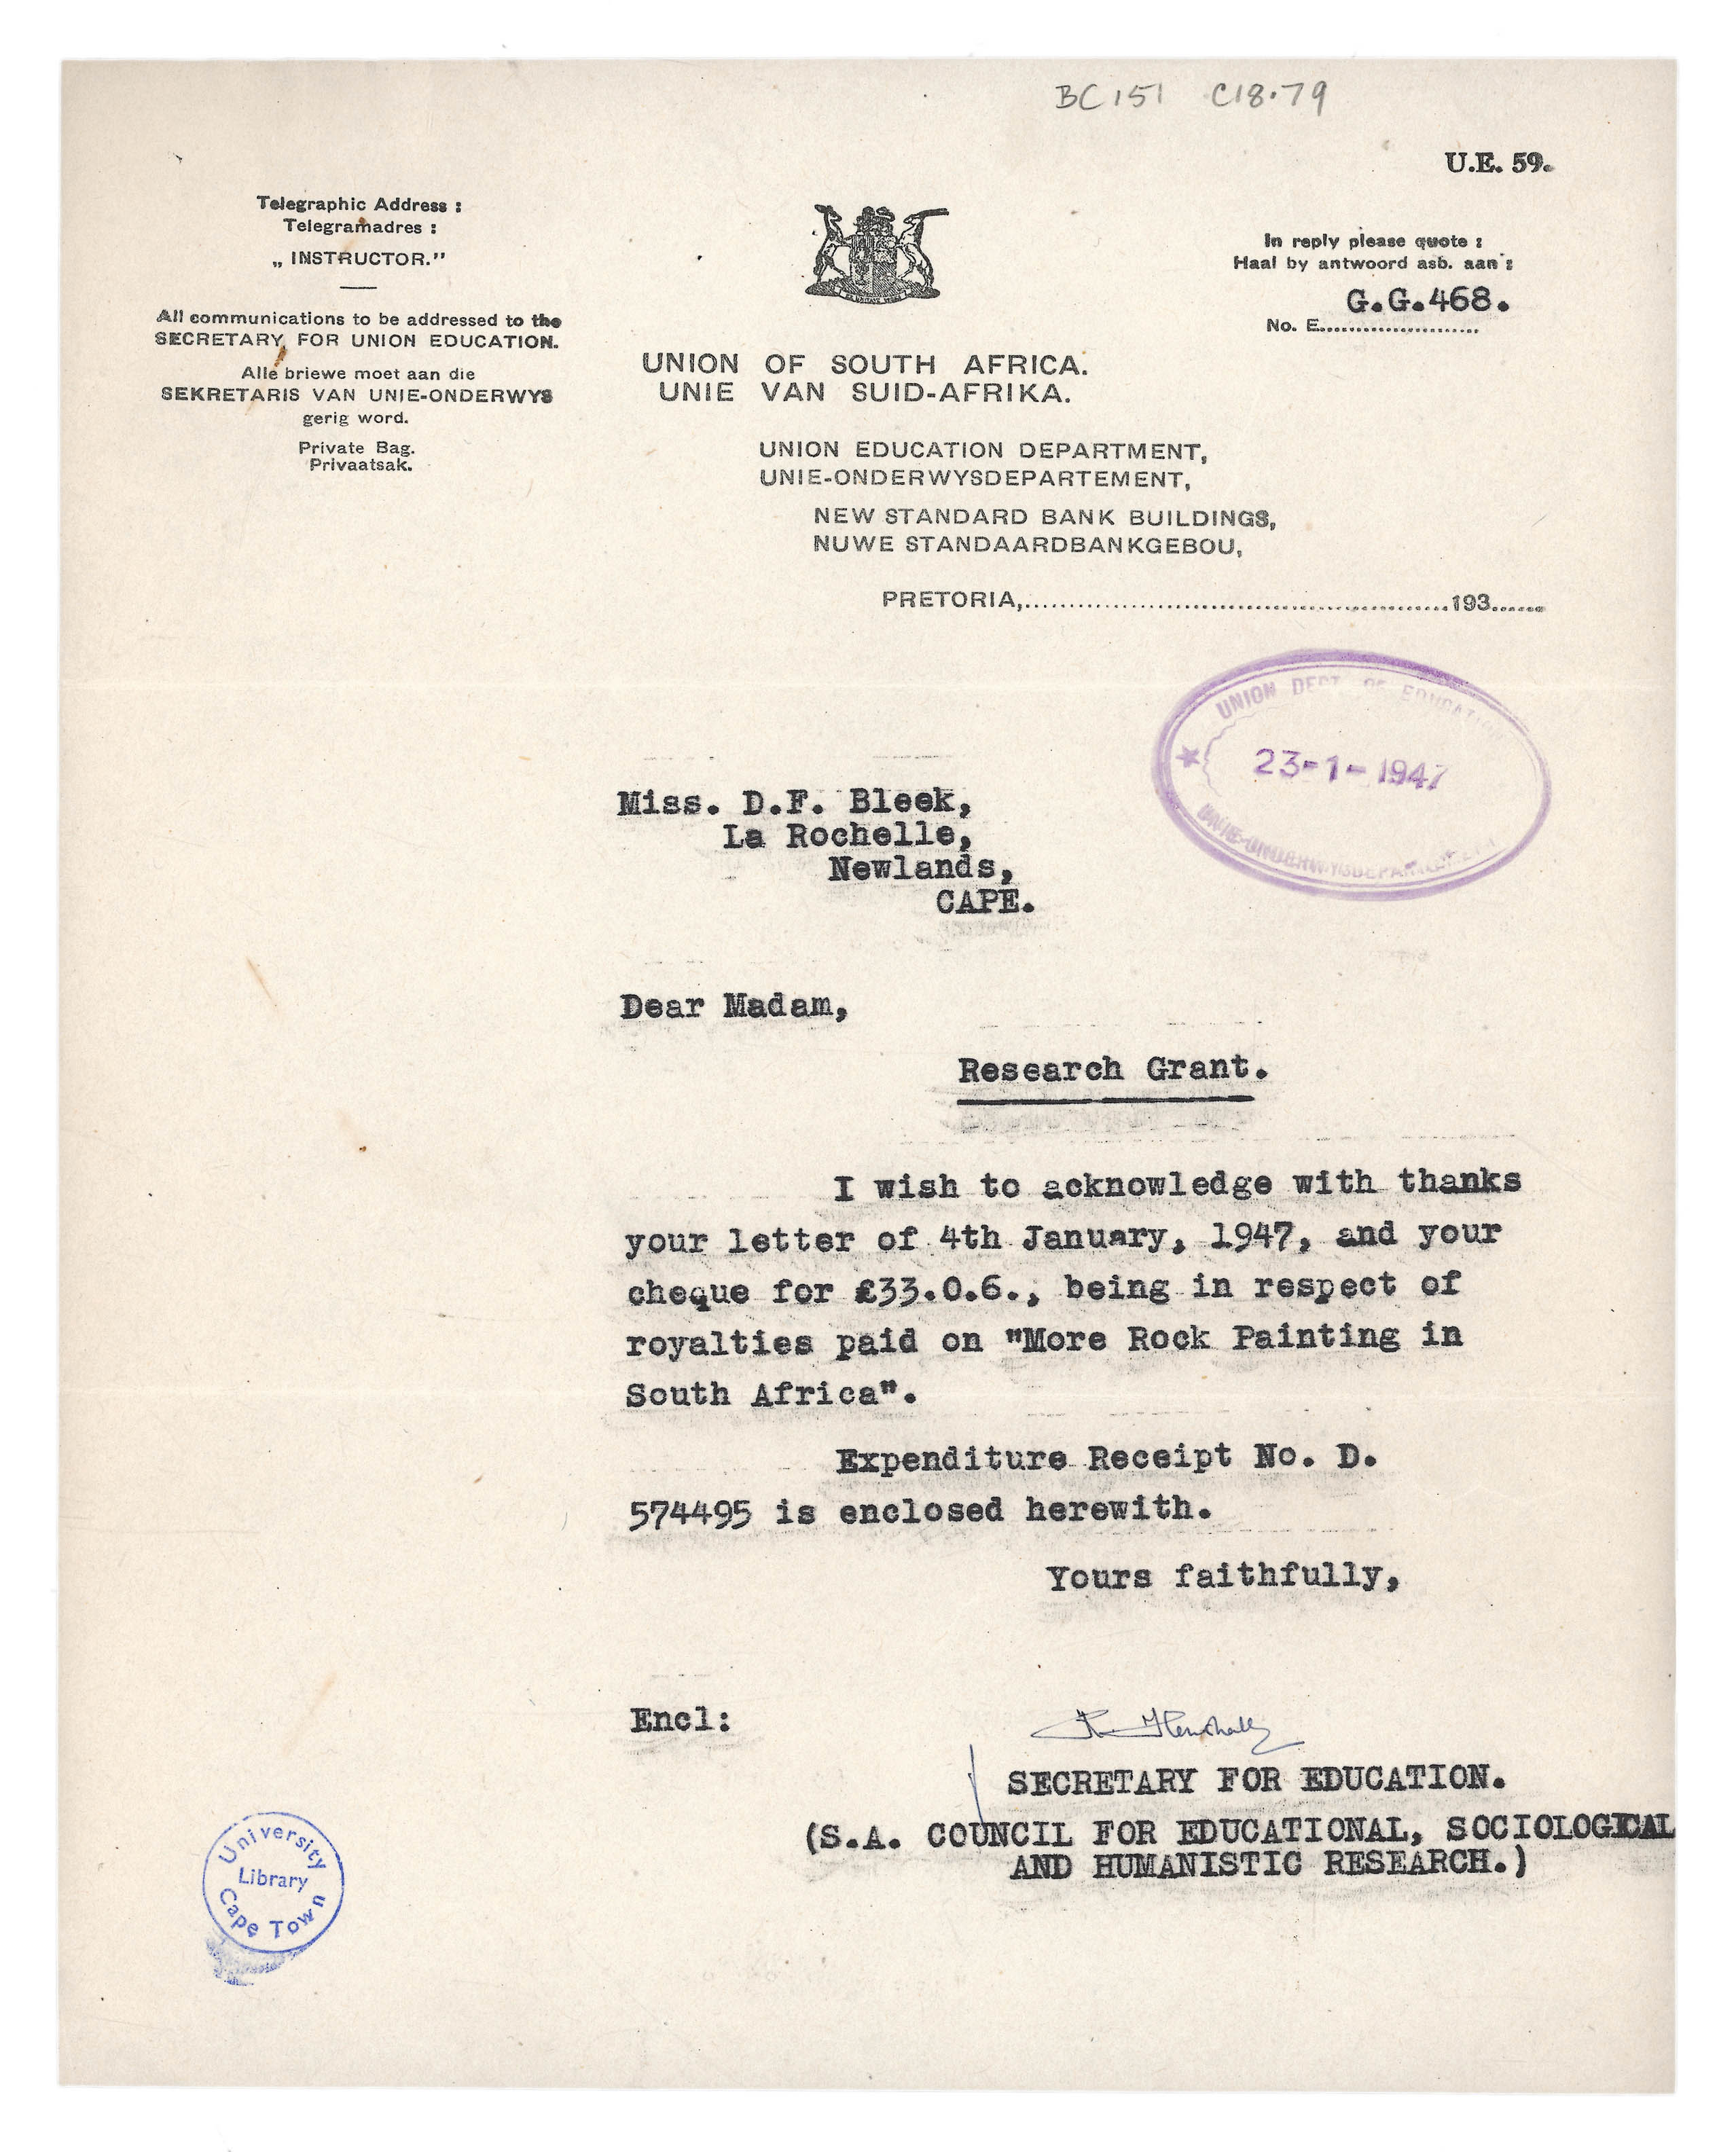 BC151 C18.79
U.E. 59.
Telegraphic Address :
Telegramadres :
„ INSTRUCTOR.”
All communications to be addressed to the
SECRETARY FOR UNION EDUCATION.
Alle briewe moet aan die
SEKRETARIS VAN UNIE-ONDERWYS
gerig word.
Private Bag.
Privaatsak.
In reply please quote :
Haal by antwoord asb. aan :
G.G.468.
No. E........................
UNION OF SOUTH AFRICA.
UNIE VAN SUID-AFRIKA.
UNION EDUCATION DEPARTMENT,
UNIE-ONDERWYSDEPARTEMENT,
NEW STANDARD BANK BUILDINGS,
NUWE STANDAARDBANKGEBOU,
PRETORIA,................................................193......
UNION DEPT. OF EDUCATION
23-1-1947
UNIE-ONDERWYSDEPARTEMENT
Miss. D.F. Bleek,
La Rochelle,
Newlands,
CAPE.
Dear Madam,
Research Grant.
I wish to acknowledge with thanks
your letter of 4th January, 1947, and your
cheque for £33.0.6., being in respect of
royalties paid on "More Rock Painting in
South Africa".
Expenditure Receipt No. D.
574495 is enclosed herewith.
Yours faithfully,
Encl:
SECRETARY FOR EDUCATION.
(S.A. COUNCIL FOR EDUCATIONAL, SOCIOLOGICAL
AND HUMANISTIC RESEARCH.)
University
Library
Cape Town